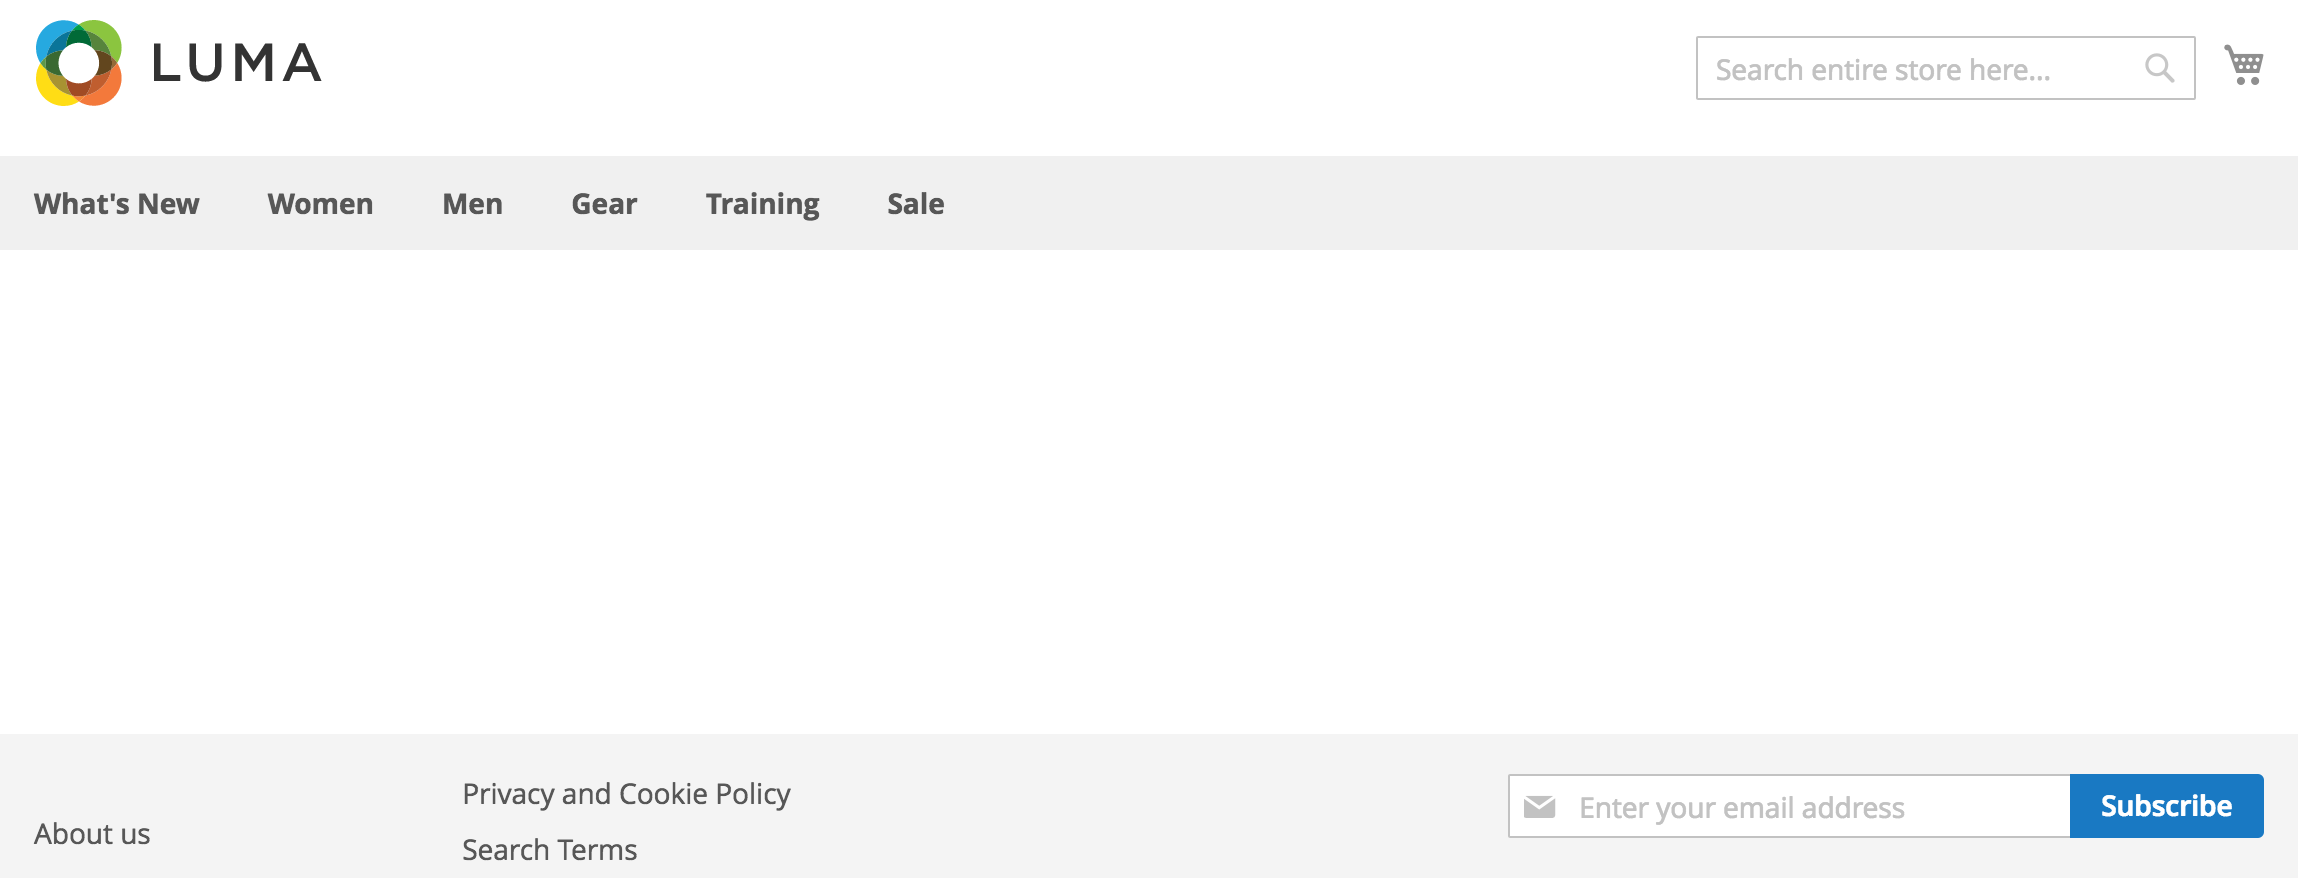 LUMA
Search entire store here...
What's New Women Men Gear Training Sale
Privacy and Cookie Policy
About us
Search Terms
Enter your email address
Subscribe